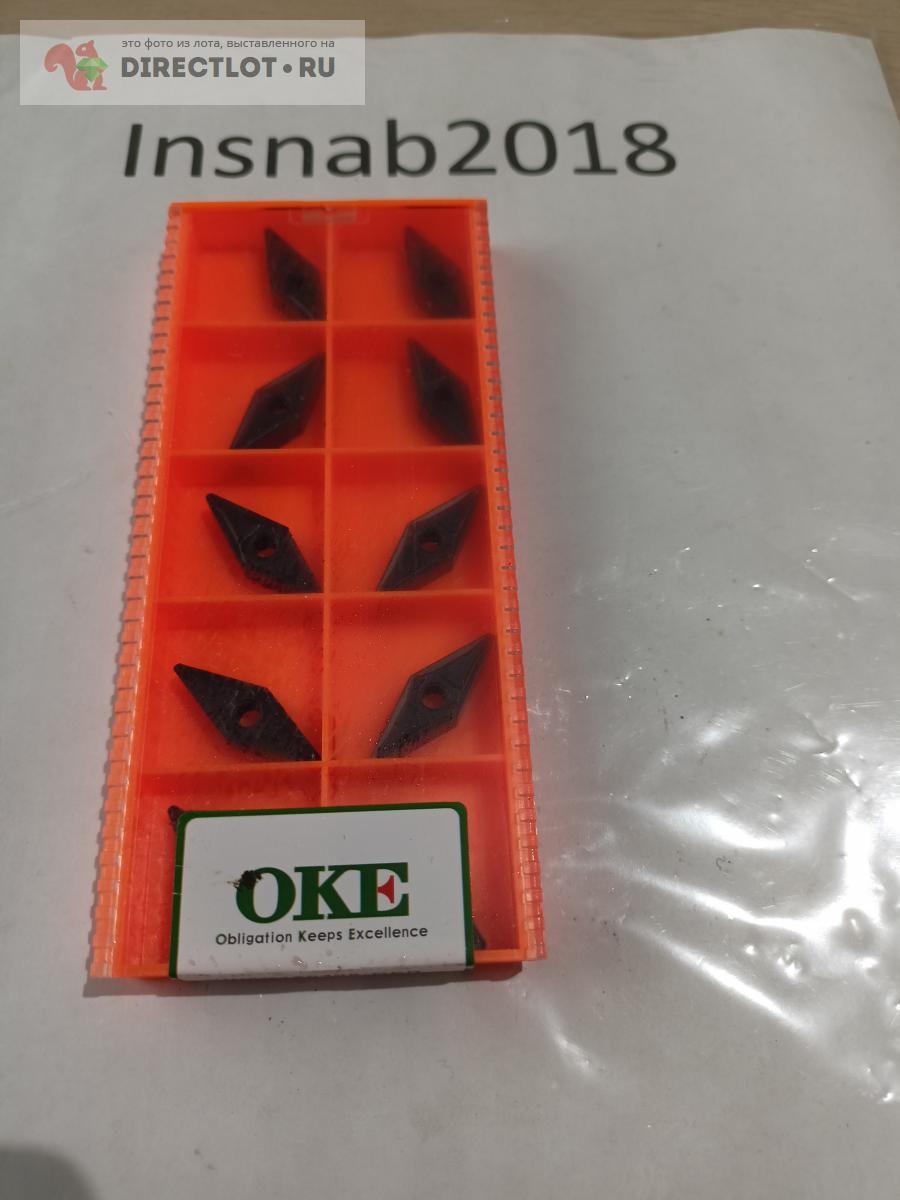 это фото из лота, выставленного на
DIRECTLOT•RU
Insnab2018
OKE
Obligation Keeps Excellence